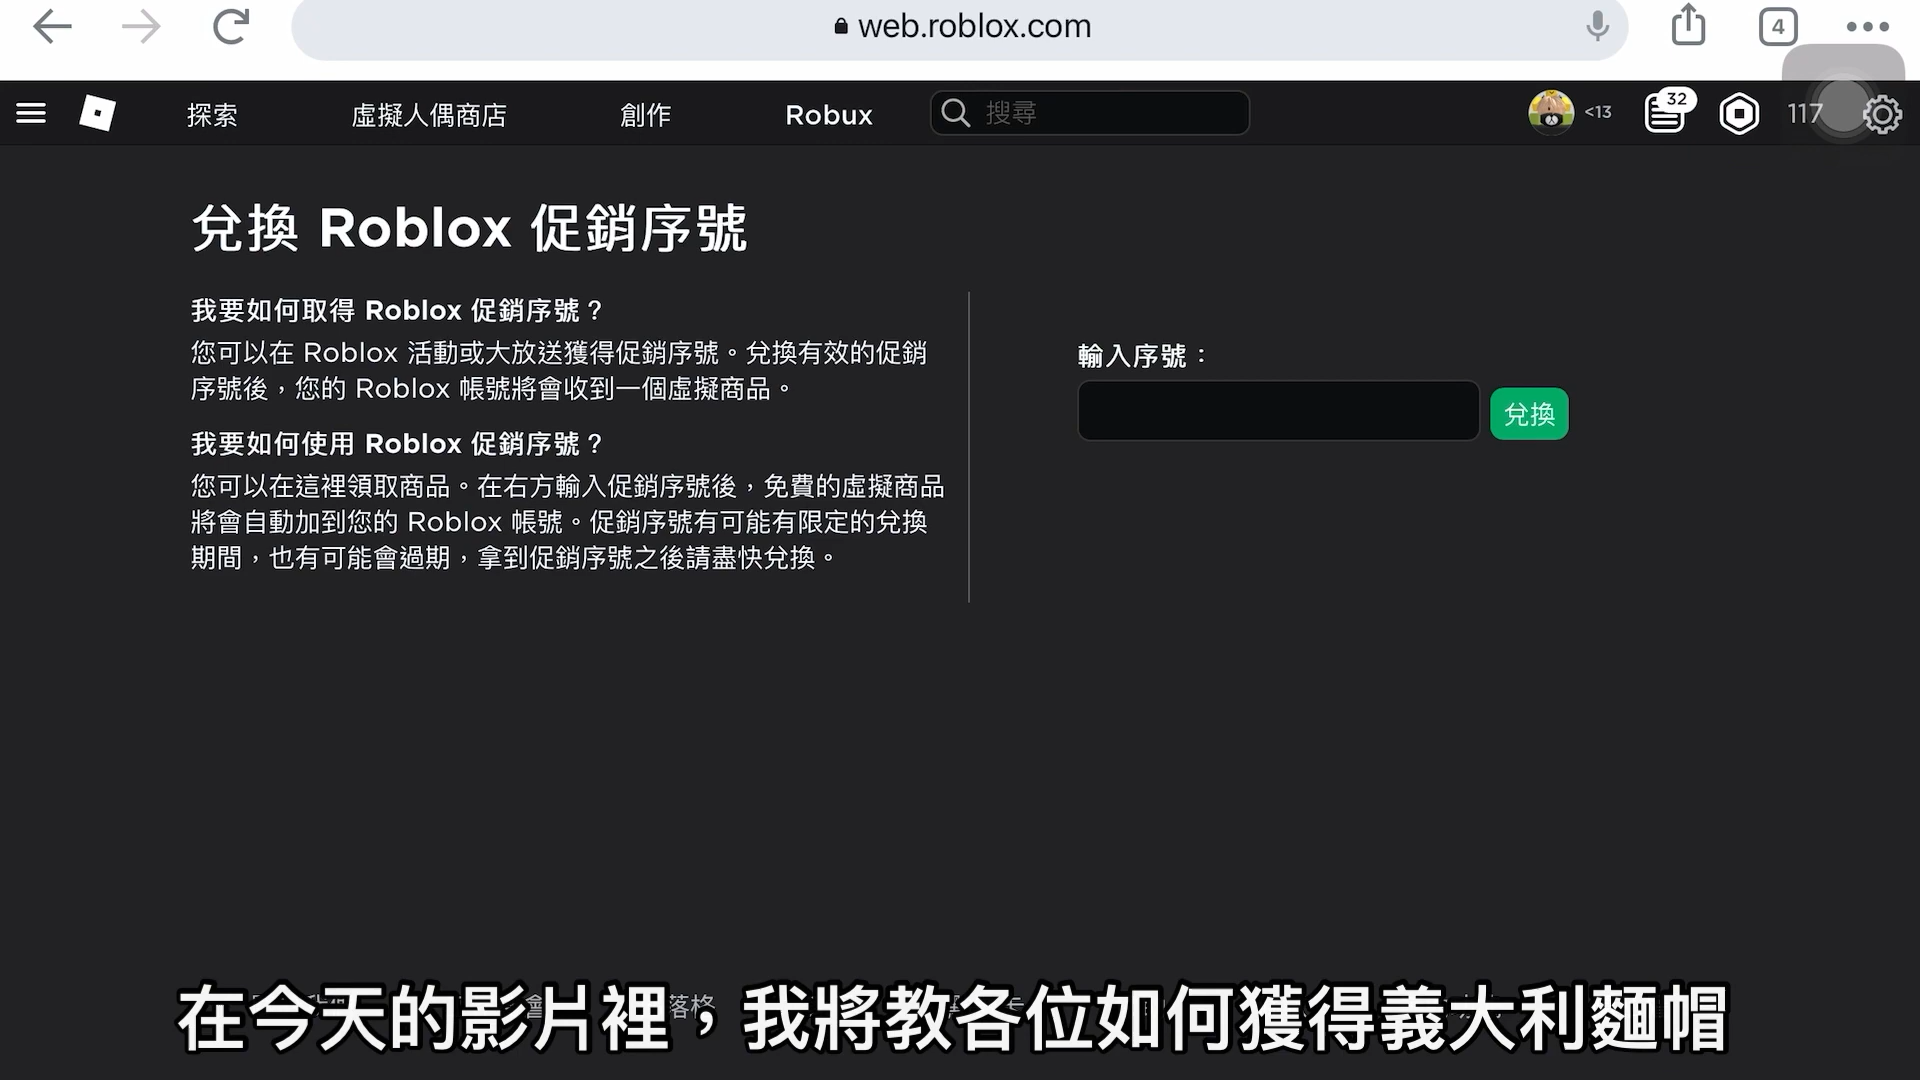 web.roblox.com
4
探索
虛擬人偶商店
創作
Robux
搜尋
<13
32
117
兌換 Roblox 促銷序號
我要如何取得 Roblox 促銷序號？
您可以在 Roblox 活動或大放送獲得促銷序號。兌換有效的促銷
序號後，您的 Roblox 帳號將會收到一個虛擬商品。
我要如何使用 Roblox 促銷序號？
您可以在這裡領取商品。在右方輸入促銷序號後，免費的虛擬商品
將會自動加到您的 Roblox 帳號。促銷序號有可能有限定的兌換
期間，也有可能會過期，拿到促銷序號之後請盡快兌換。
輸入序號：
兌換
落格
在今天的影片裡，我將教各位如何獲得義大利麵帽